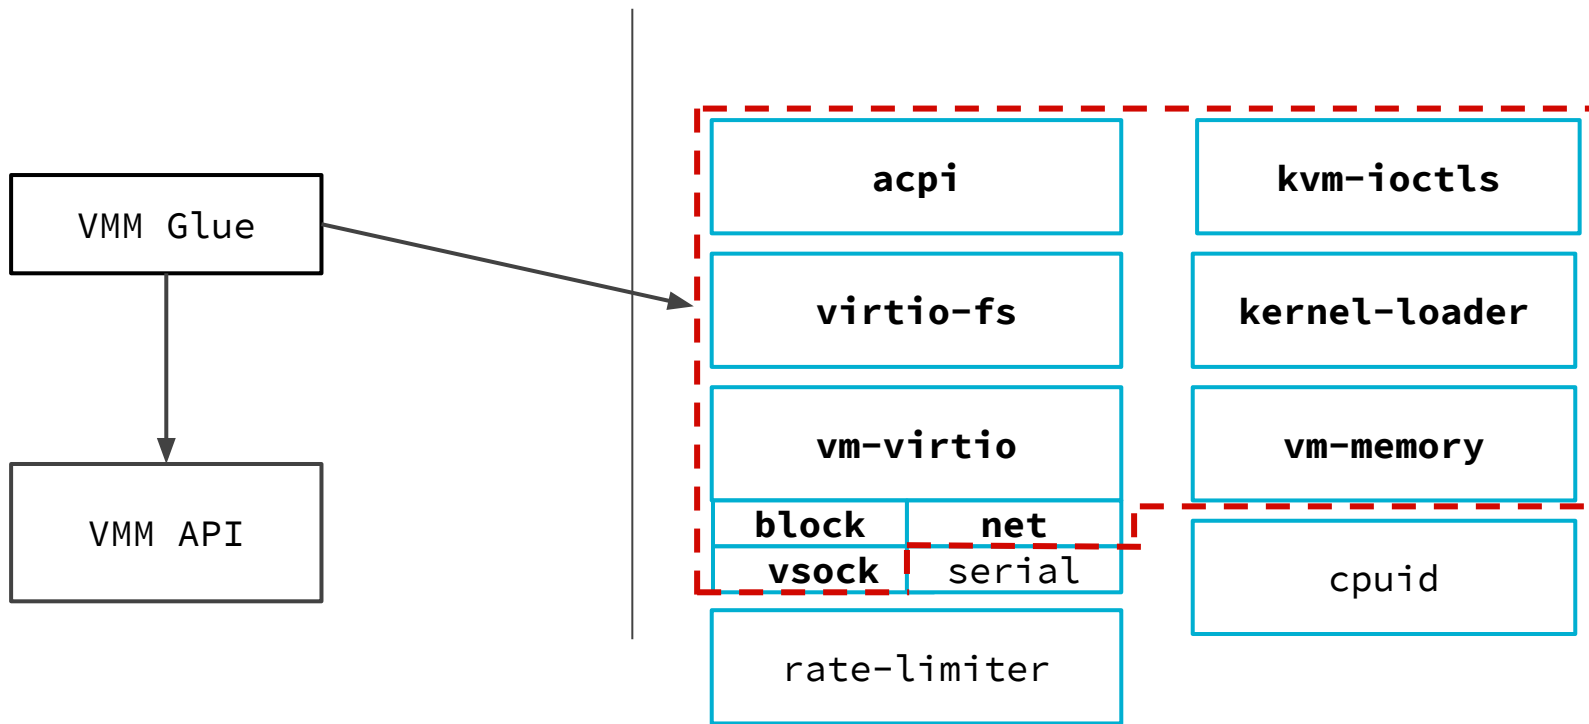 VMM Glue
VMM API
acpi
kvm-ioctls
virtio-fs
kernel-loader
vm-virtio
vm-memory
block
net
vsock
serial
cpuid
rate-limiter